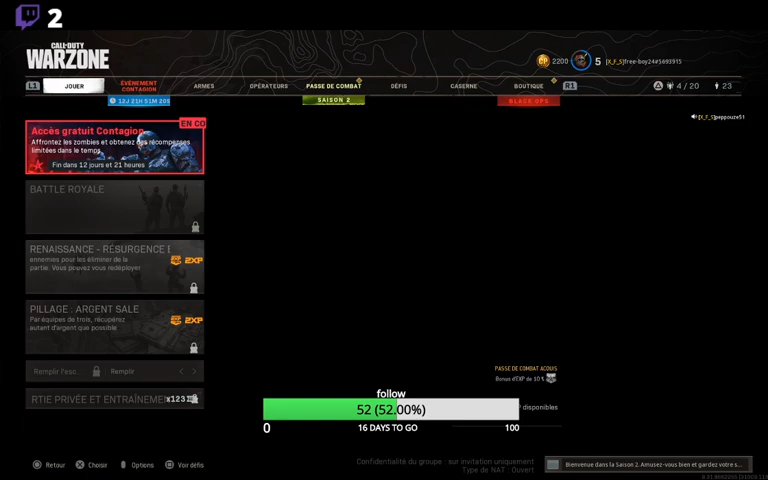 2
CALL OF DUTY
WARZONE
2200
5
[X_F_S]free-boy24#1693915
L1
JOUER
ÉVÉNEMENT
CONTAGION
ARMES
OPÉRATEURS
PASSE DE COMBAT
DÉFIS
CASERNE
BOUTIQUE
R1
4 / 20
23
12J 21H 51M 20S
SAISON 2
BLACK OPS
[X_F_S]peppouze51
EN CO
Accès gratuit Contagion
Affrontez les zombies et obtenez des récompenses
limitées dans le temps.
Fin dans 12 jours et 21 heures
BATTLE ROYALE
RENAISSANCE - RÉSURGENCE E
ennemies pour les éliminer de la
partie. Vous pouvez vous redéployer
2XP
PILLAGE : ARGENT SALE
Par équipes de trois, récupérez
autant d'argent que possible
2XP
Remplir l'esc...
Remplir
RTIE PRIVÉE ET ENTRAÎNEME
PASSE DE COMBAT ACQUIS
Bonus d'EXP de 10 %
follow
52 (52.00%)
disponibles
0
16 DAYS TO GO
100
Retour
Choisir
Options
Voir défis
Confidentialité du groupe : sur invitation uniquement
Type de NAT : Ouvert
Bienvenue dans la Saison 2. Amusez-vous bien et gardez votre s...